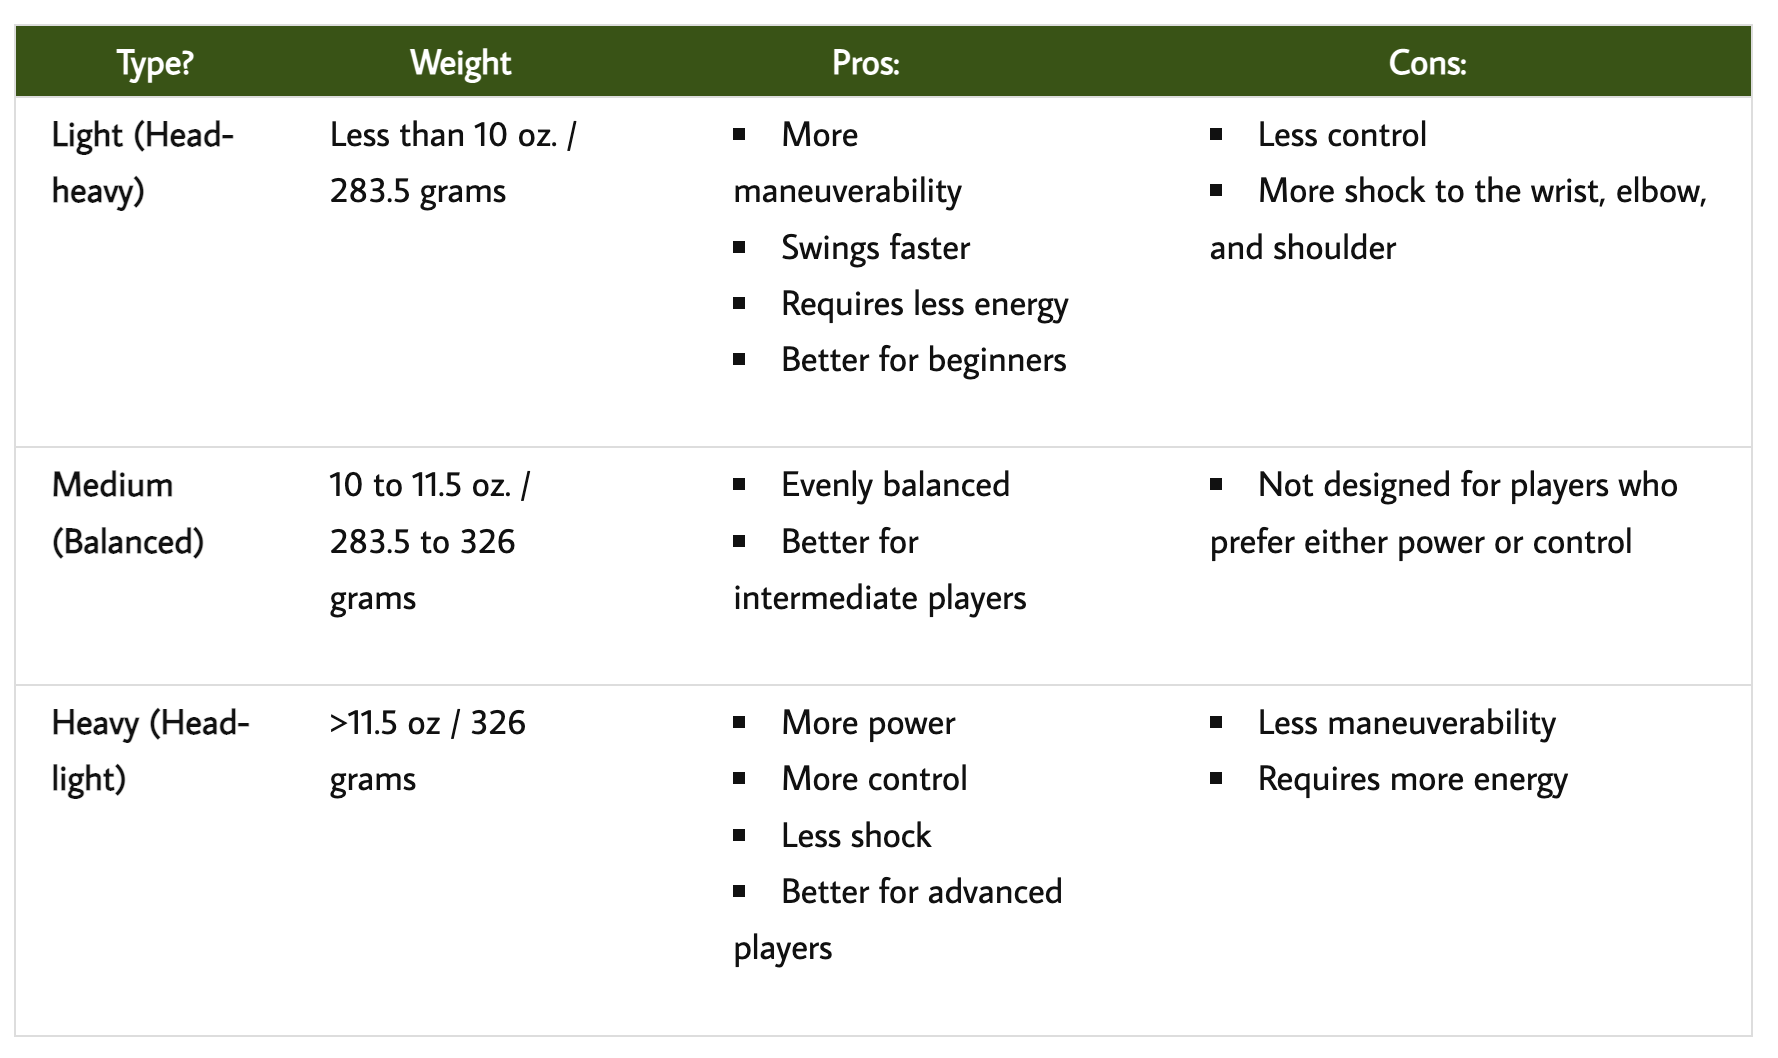 Type? Weight Pros: Cons:
Light (Head-
heavy)
Less than 10 oz. /
283.5 grams
▪ More
maneuverability
▪ Swings faster
▪ Requires less energy
▪ Better for beginners
▪ Less control
▪ More shock to the wrist, elbow,
and shoulder
Medium
(Balanced)
10 to 11.5 oz. /
283.5 to 326
grams
▪ Evenly balanced
▪ Better for
intermediate players
▪ Not designed for players who
prefer either power or control
Heavy (Head-
light)
>11.5 oz / 326
grams
▪ More power
▪ More control
▪ Less shock
▪ Better for advanced
players
▪ Less maneuverability
▪ Requires more energy